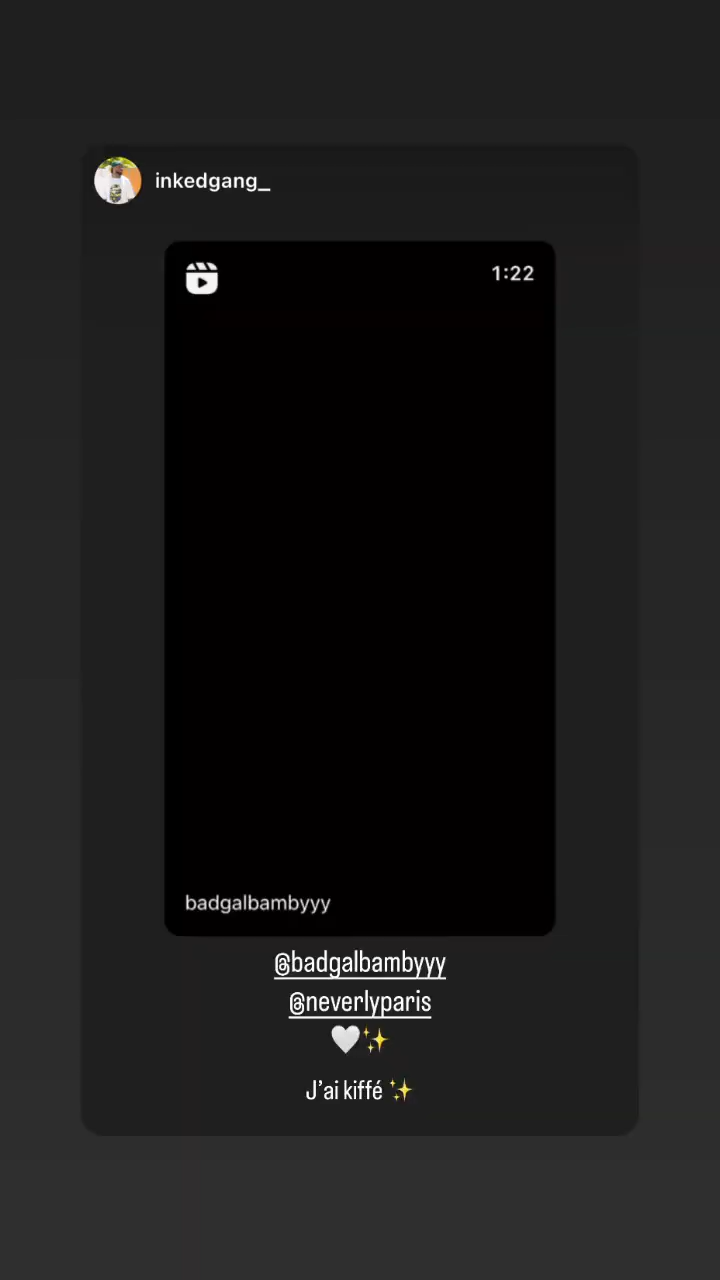 inkedgang_
1:22
badgalbambyyy
@badgalbambyyy
@neverlyparis
🤍✨
J'ai kiffé ✨